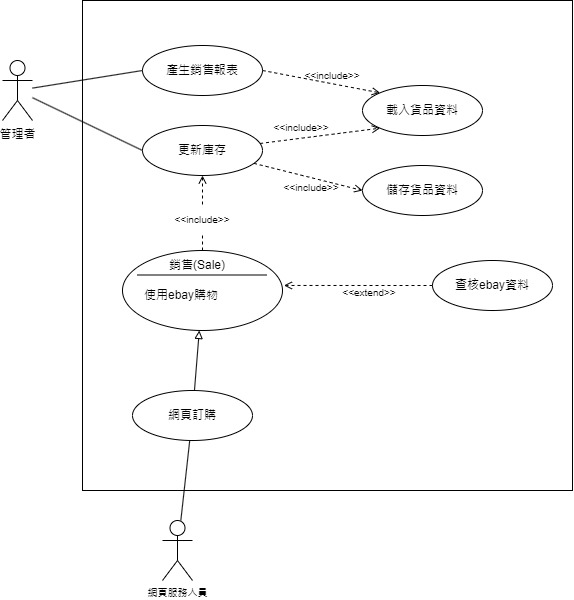 產生銷售報表
<<include>>
載入貨品資料
管理者
<<include>>
更新庫存
<<include>>
儲存貨品資料
<<include>>
銷售(Sale)
使用ebay購物
<<extend>>
查核ebay資料
網頁訂購
網頁服務人員